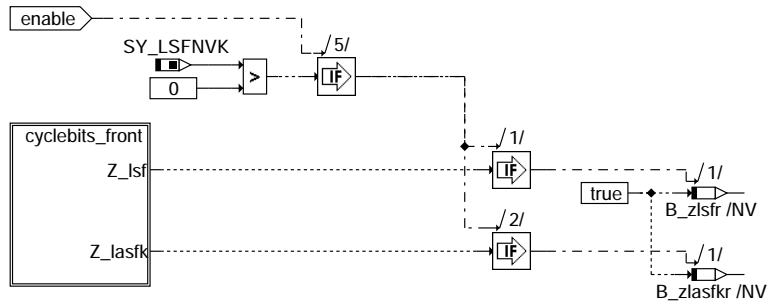 enable
/5/
SY_LSFNVK
>
IF
0
cyclebits_front
/1/
Z_lsf
IF
/1/
true
B_zlsfr /NV
/2/
Z_lasfk
IF
/1/
B_zlasfkr /NV